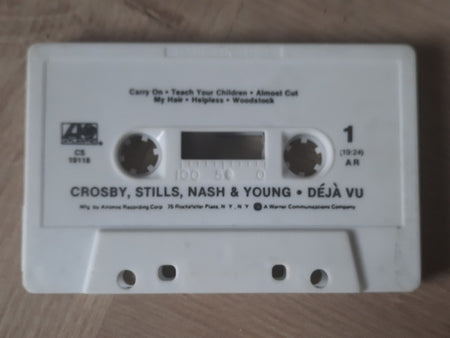 Carry On • Teach Your Children • Almost Cut
My Hair • Helpless • Woodstock
ATLANTIC
CS
19118
1
(19:24)
AR
100 50 0
CROSBY, STILLS, NASH & YOUNG • DÉJÀ VU
Mfg. by Atlantic Recording Corp. 75 Rockefeller Plaza, N.Y., N.Y. A Warner Communications Company